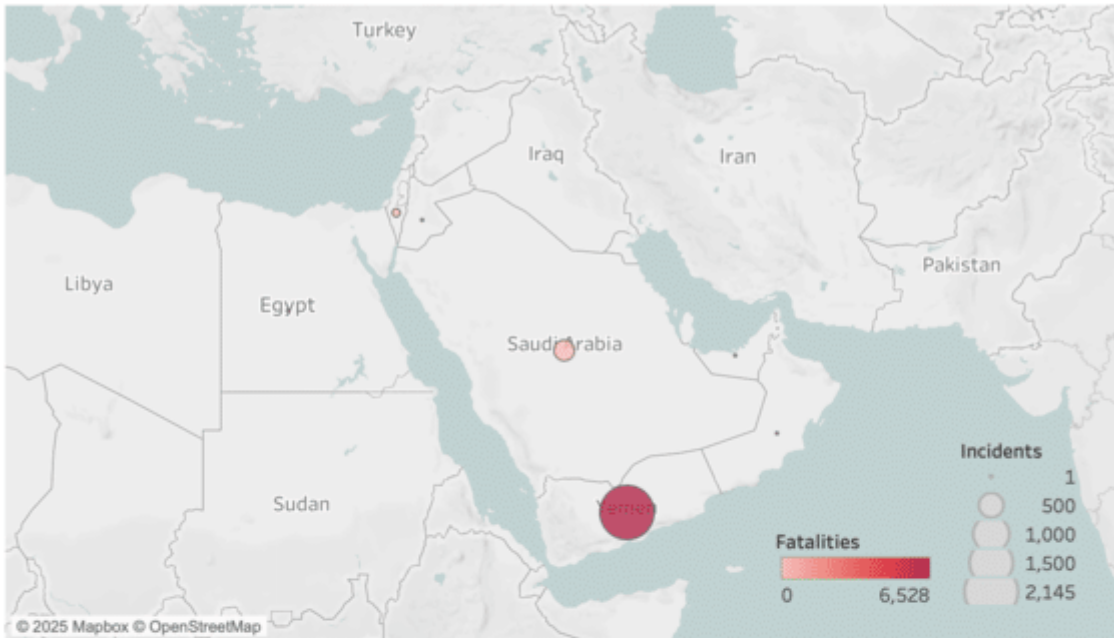 Turkey
Iraq
Iran
Pakistan
Libya
Egypt
Saudi Arabia
Sudan
Yemen
Incidents
1
500
1,000
1,500
2,145
Fatalities
0 6,528
© 2025 Mapbox © OpenStreetMap